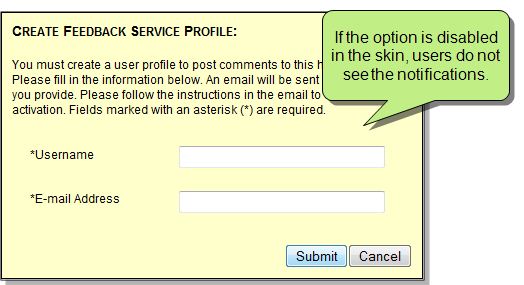 CREATE FEEDBACK SERVICE PROFILE:
If the option is disabled
in the skin, users do not
see the notifications.
You must create a user profile to post comments to this h
Please fill in the information below. An email will be sent
you provide. Please follow the instructions in the email to
activation. Fields marked with an asterisk (*) are required.
*Username
*E-mail Address
Submit Cancel